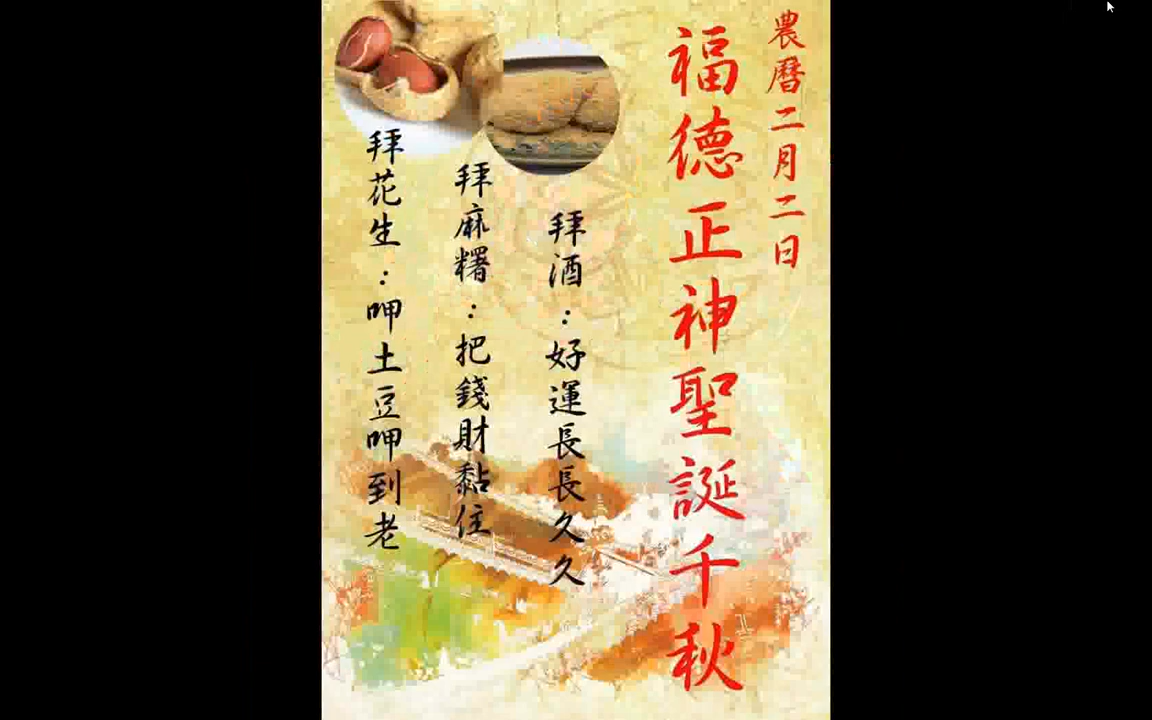 農曆二月二日
福德正神聖誕千秋
拜酒：好運長長久久
拜麻糬：把錢財黏住
拜花生：呷土豆呷到老